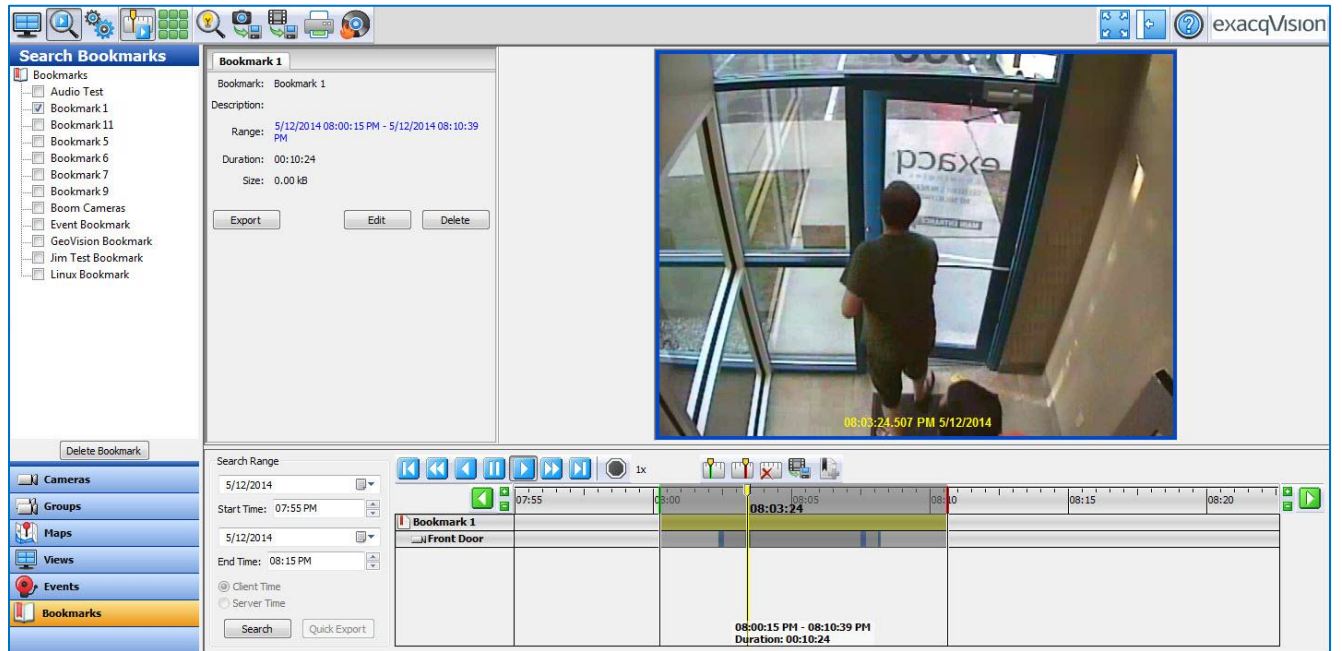 exacqVision
Search Bookmarks
Bookmarks
Audio Test
Bookmark 1
Bookmark 11
Bookmark 5
Bookmark 6
Bookmark 7
Bookmark 9
Boom Cameras
Event Bookmark
GeoVision Bookmark
Jim Test Bookmark
Linux Bookmark
Delete Bookmark
Cameras
Groups
Maps
Views
Events
Bookmarks
Bookmark 1
Bookmark: Bookmark 1
Description:
Range: 5/12/2014 08:00:15 PM - 5/12/2014 08:10:39
PM
Duration: 00:10:24
Size: 0.00 kB
Export Edit Delete
exacq
MAIN ENTRANCE
08:03:24.507 PM 5/12/2014
Search Range
5/12/2014
Start Time: 07:55 PM
5/12/2014
End Time: 08:15 PM
Client Time
Server Time
Search Quick Export
1x
07:55 08:00 08:05 08:10 08:15 08:20
08:03:24
Bookmark 1
Front Door
08:00:15 PM - 08:10:39 PM
Duration: 00:10:24